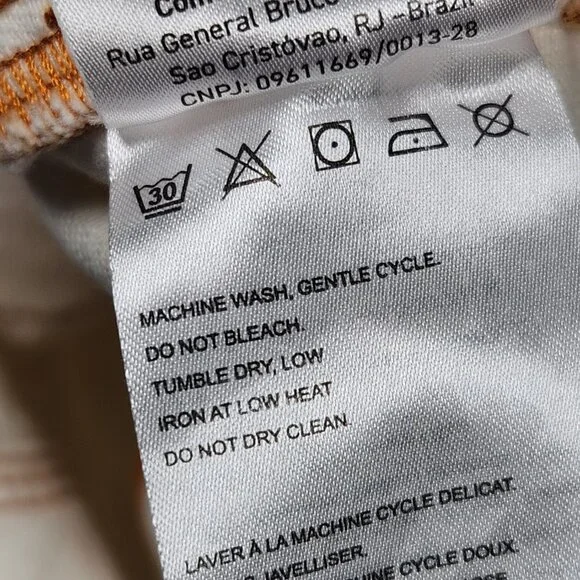 Rua General Bruce
Sao Cristóvao, RJ - Brazil
CNPJ: 09611669/0013-28
30
MACHINE WASH, GENTLE CYCLE.
DO NOT BLEACH.
TUMBLE DRY, LOW
IRON AT LOW HEAT
DO NOT DRY CLEAN.
LAVER À LA MACHINE CYCLE DELICAT.
JAVELLISER.
MACHINE CYCLE DOUX.